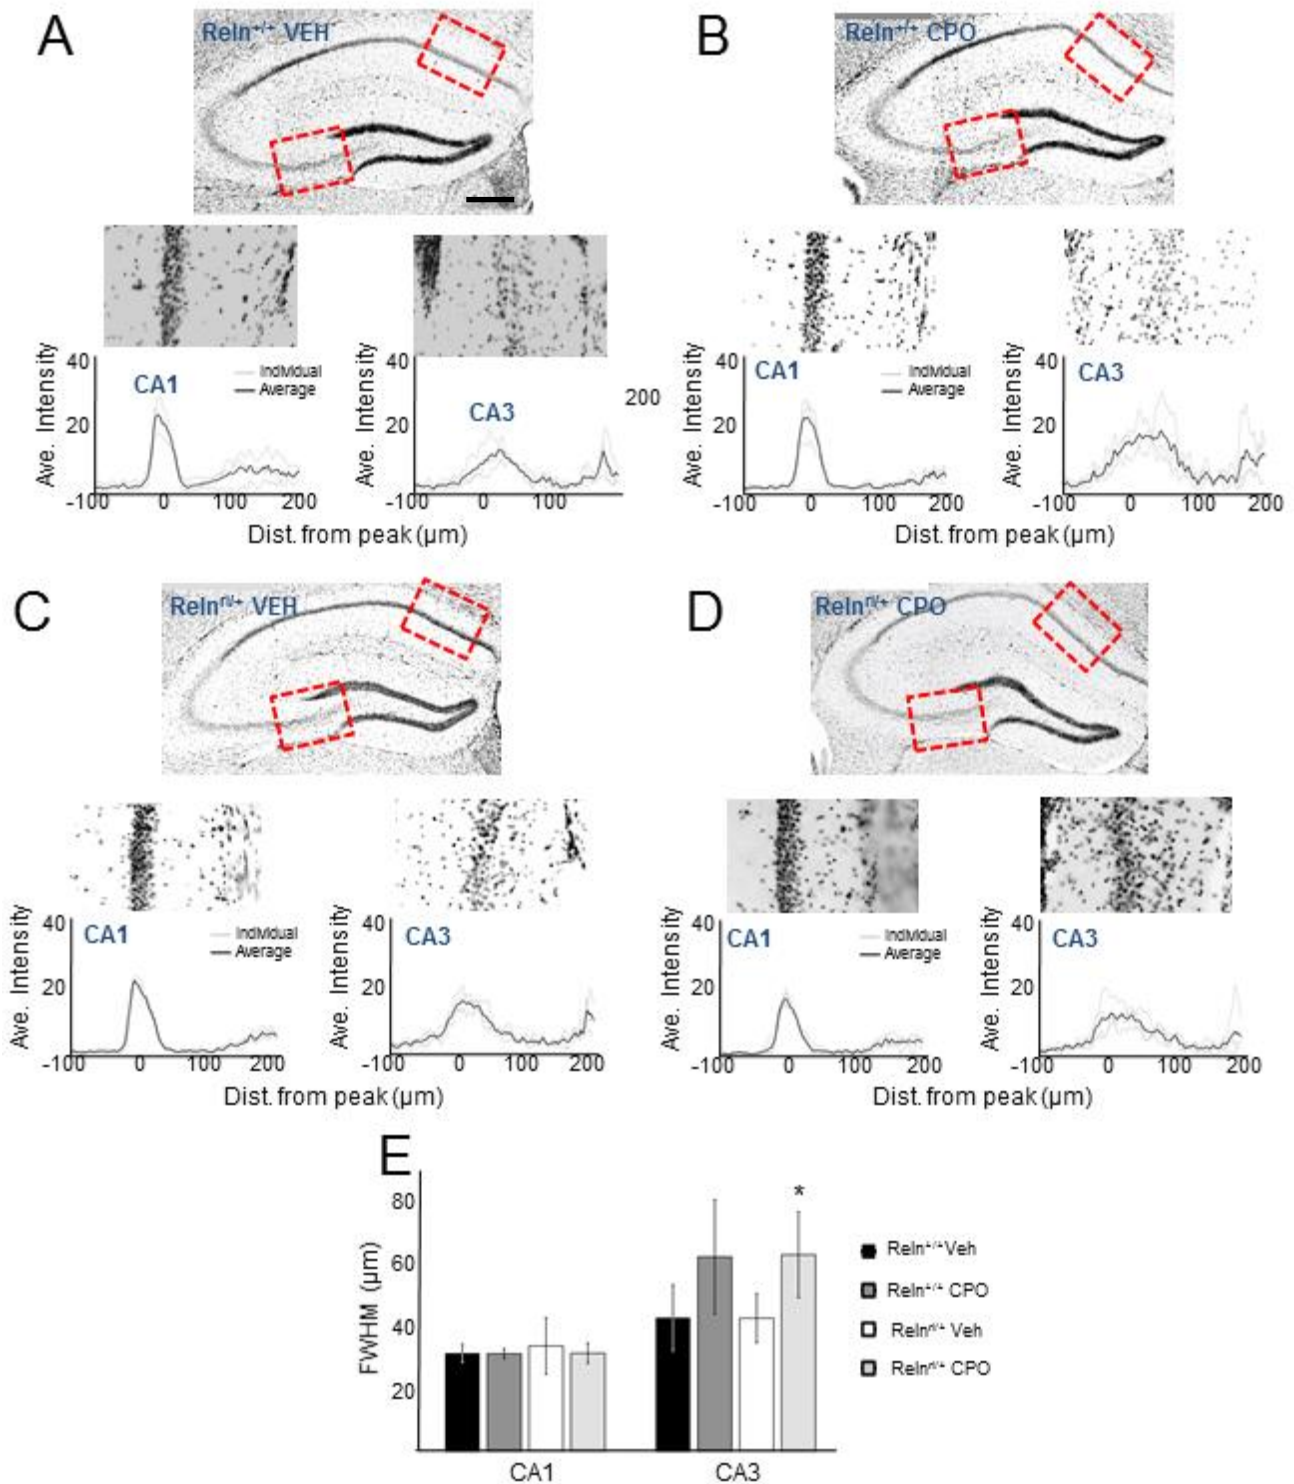 A
Reln+/+ VEH
B
Reln+/+ CPO
40
20
Ave. Intensity
CA1
Individual
Average
-100 0 100 200
40
20
Ave. Intensity
CA3
200
-100 0 100 200
Dist. from peak (µm)
40
20
Ave. Intensity
CA1
Individual
Average
-100 0 100 200
40
20
Ave. Intensity
CA3
-100 0 100 200
Dist. from peak (µm)
C
Relnrl/+ VEH
D
Relnrl/+ CPO
40
20
Ave. Intensity
CA1
Individual
Average
-100 0 100 200
40
20
Ave. Intensity
CA3
-100 0 100 200
Dist. from peak (µm)
40
20
Ave. Intensity
CA1
Individual
Average
-100 0 100 200
40
20
Ave. Intensity
CA3
-100 0 100 200
Dist. from peak (µm)
E
80
60
40
20
FWHM (µm)
*
Reln+/+ Veh
Reln+/+ CPO
Relnrl/+ Veh
Relnrl/+ CPO
CA1
CA3